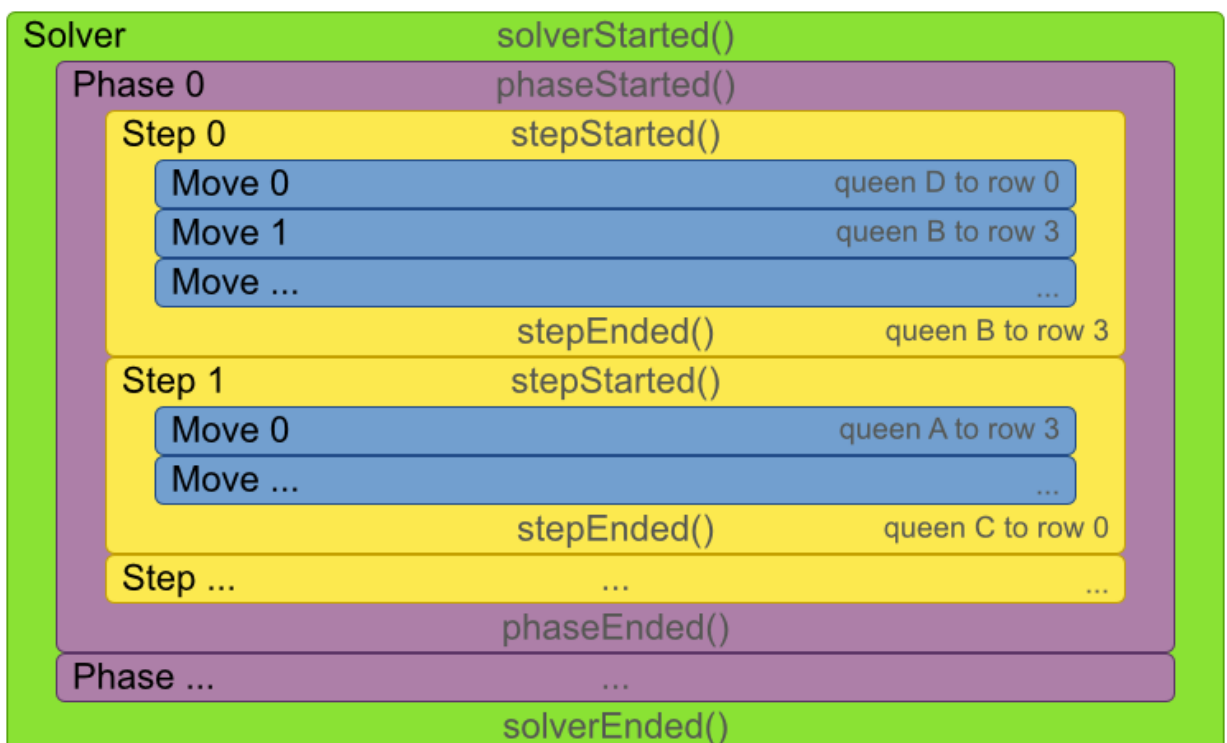 Solver solverStarted()
Phase 0 phaseStarted()
Step 0 stepStarted()
Move 0 queen D to row 0
Move 1 queen B to row 3
Move ... ...
stepEnded() queen B to row 3
Step 1 stepStarted()
Move 0 queen A to row 3
Move ... ...
stepEnded() queen C to row 0
Step ... ... ...
phaseEnded()
Phase ... ...
solverEnded()